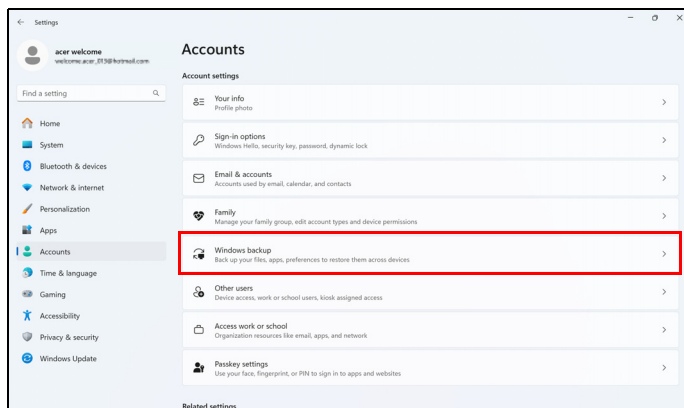 Settings
acer welcome
welcome.acer_013@hotmail.com
Find a setting
Home
System
Bluetooth & devices
Network & internet
Personalization
Apps
Accounts
Time & language
Gaming
Accessibility
Privacy & security
Windows Update
Accounts
Account settings
Your info
Profile photo
Sign-in options
Windows Hello, security key, password, dynamic lock
Email & accounts
Accounts used by email, calendar, and contacts
Family
Manage your family group, edit account types and device permissions
Windows backup
Back up your files, apps, preferences to restore them across devices
Other users
Device access, work or school users, kiosk assigned access
Access work or school
Organization resources like email, apps, and network
Passkey settings
Use your face, fingerprint, or PIN to sign in to apps and websites
Related settings